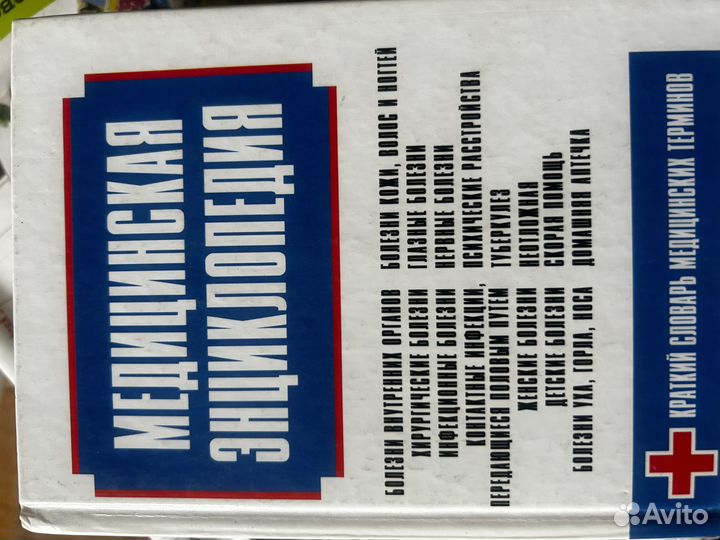 МЕДИЦИНСКАЯ
ЭНЦИКЛОПЕДИЯ
БОЛЕЗНИ ВНУТРЕННИХ ОРГАНОВ
ХИРУРГИЧЕСКИЕ БОЛЕЗНИ
ИНФЕКЦИОННЫЕ БОЛЕЗНИ
КОНТАКТНЫЕ ИНФЕКЦИИ,
ПЕРЕДАЮЩИЕСЯ ПОЛОВЫМ ПУТЕМ
ЖЕНСКИЕ БОЛЕЗНИ
ДЕТСКИЕ БОЛЕЗНИ
БОЛЕЗНИ УХА, ГОРЛА, НОСА
БОЛЕЗНИ КОЖИ, ВОЛОС И НОГТЕЙ
ГЛАЗНЫЕ БОЛЕЗНИ
НЕРВНЫЕ БОЛЕЗНИ
ПСИХИЧЕСКИЕ РАССТРОЙСТВА
ТУБЕРКУЛЕЗ
НЕОТЛОЖНАЯ
СКОРАЯ ПОМОЩЬ
ДОМАШНЯЯ АПТЕЧКА
КРАТКИЙ СЛОВАРЬ МЕДИЦИНСКИХ ТЕРМИНОВ
Avito